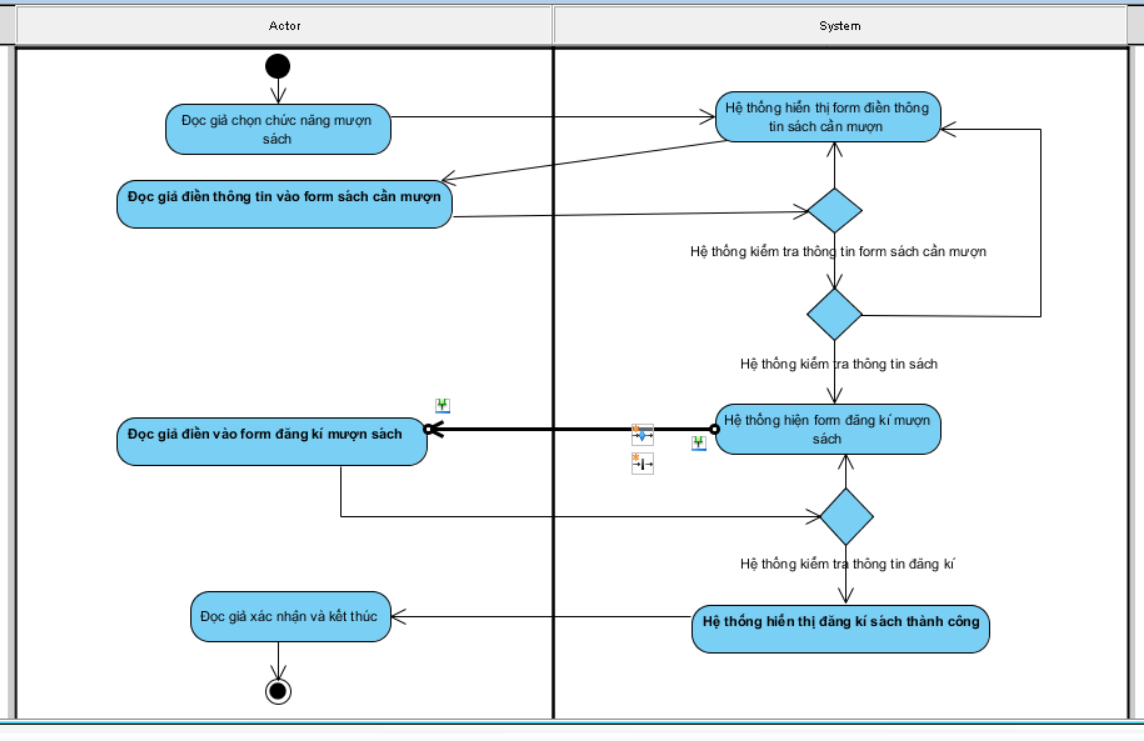 Actor
System
Đọc giả chọn chức năng mượn
sách
Hệ thống hiển thị form điền thông
tin sách cần mượn
Đọc giả điền thông tin vào form sách cần mượn
Hệ thống kiểm tra thông tin form sách cần mượn
Hệ thống kiểm tra thông tin sách
Đọc giả điền vào form đăng kí mượn sách
Hệ thống hiện form đăng kí mượn
sách
Hệ thống kiểm tra thông tin đăng kí
Đọc giả xác nhận và kết thúc
Hệ thống hiển thị đăng kí sách thành công